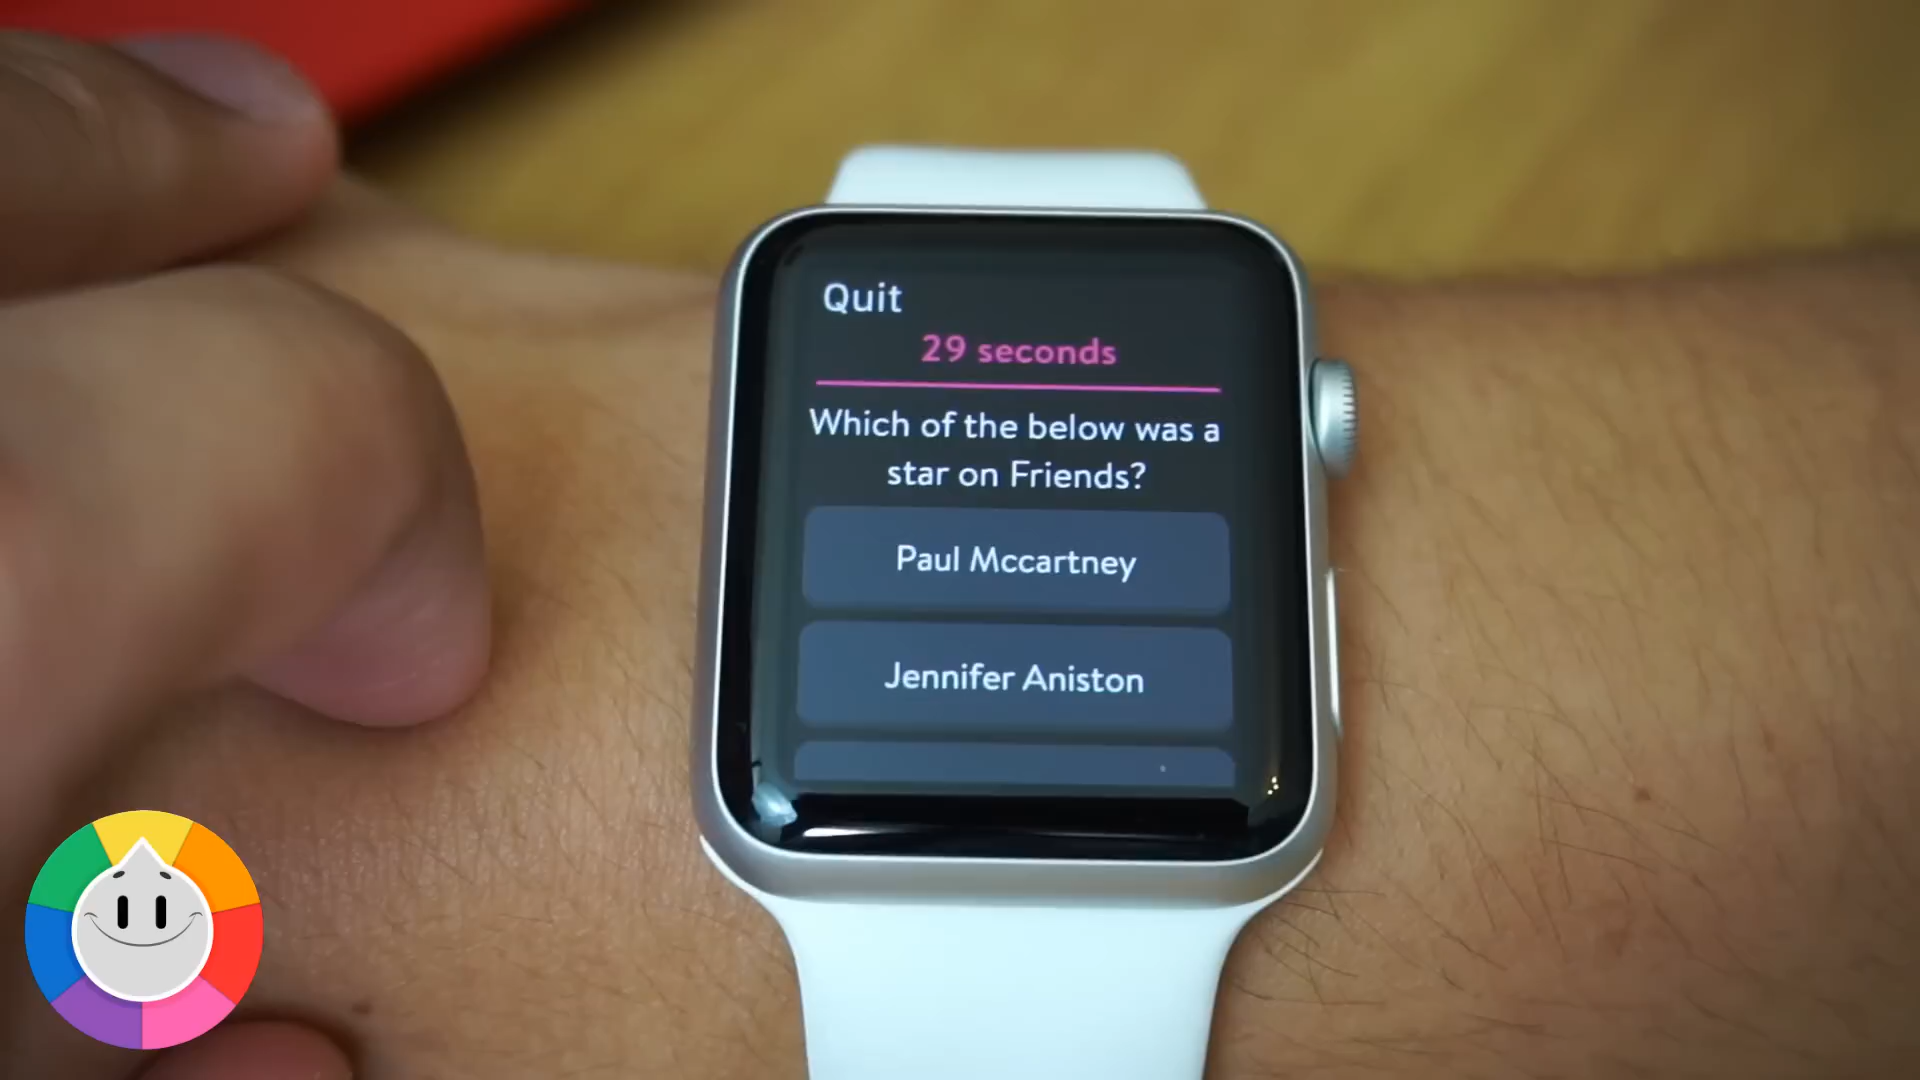 Quit
29 seconds
Which of the below was a
star on Friends?
Paul Mccartney
Jennifer Aniston